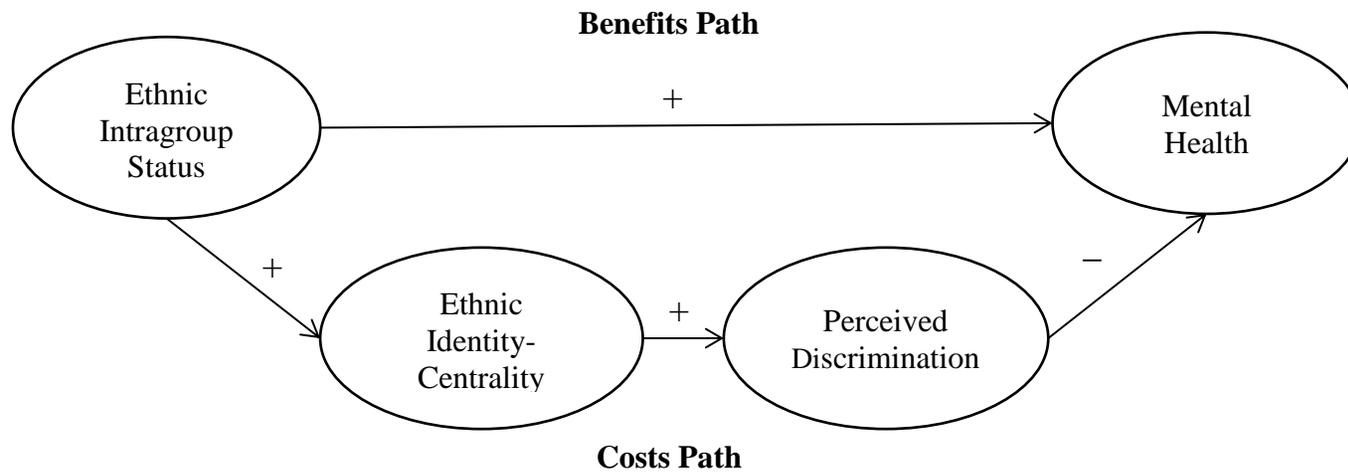 Benefits Path
Ethnic
Intragroup
Status
+
Mental
Health
+
Ethnic
Identity-
Centrality
+
Perceived
Discrimination
−
Costs Path